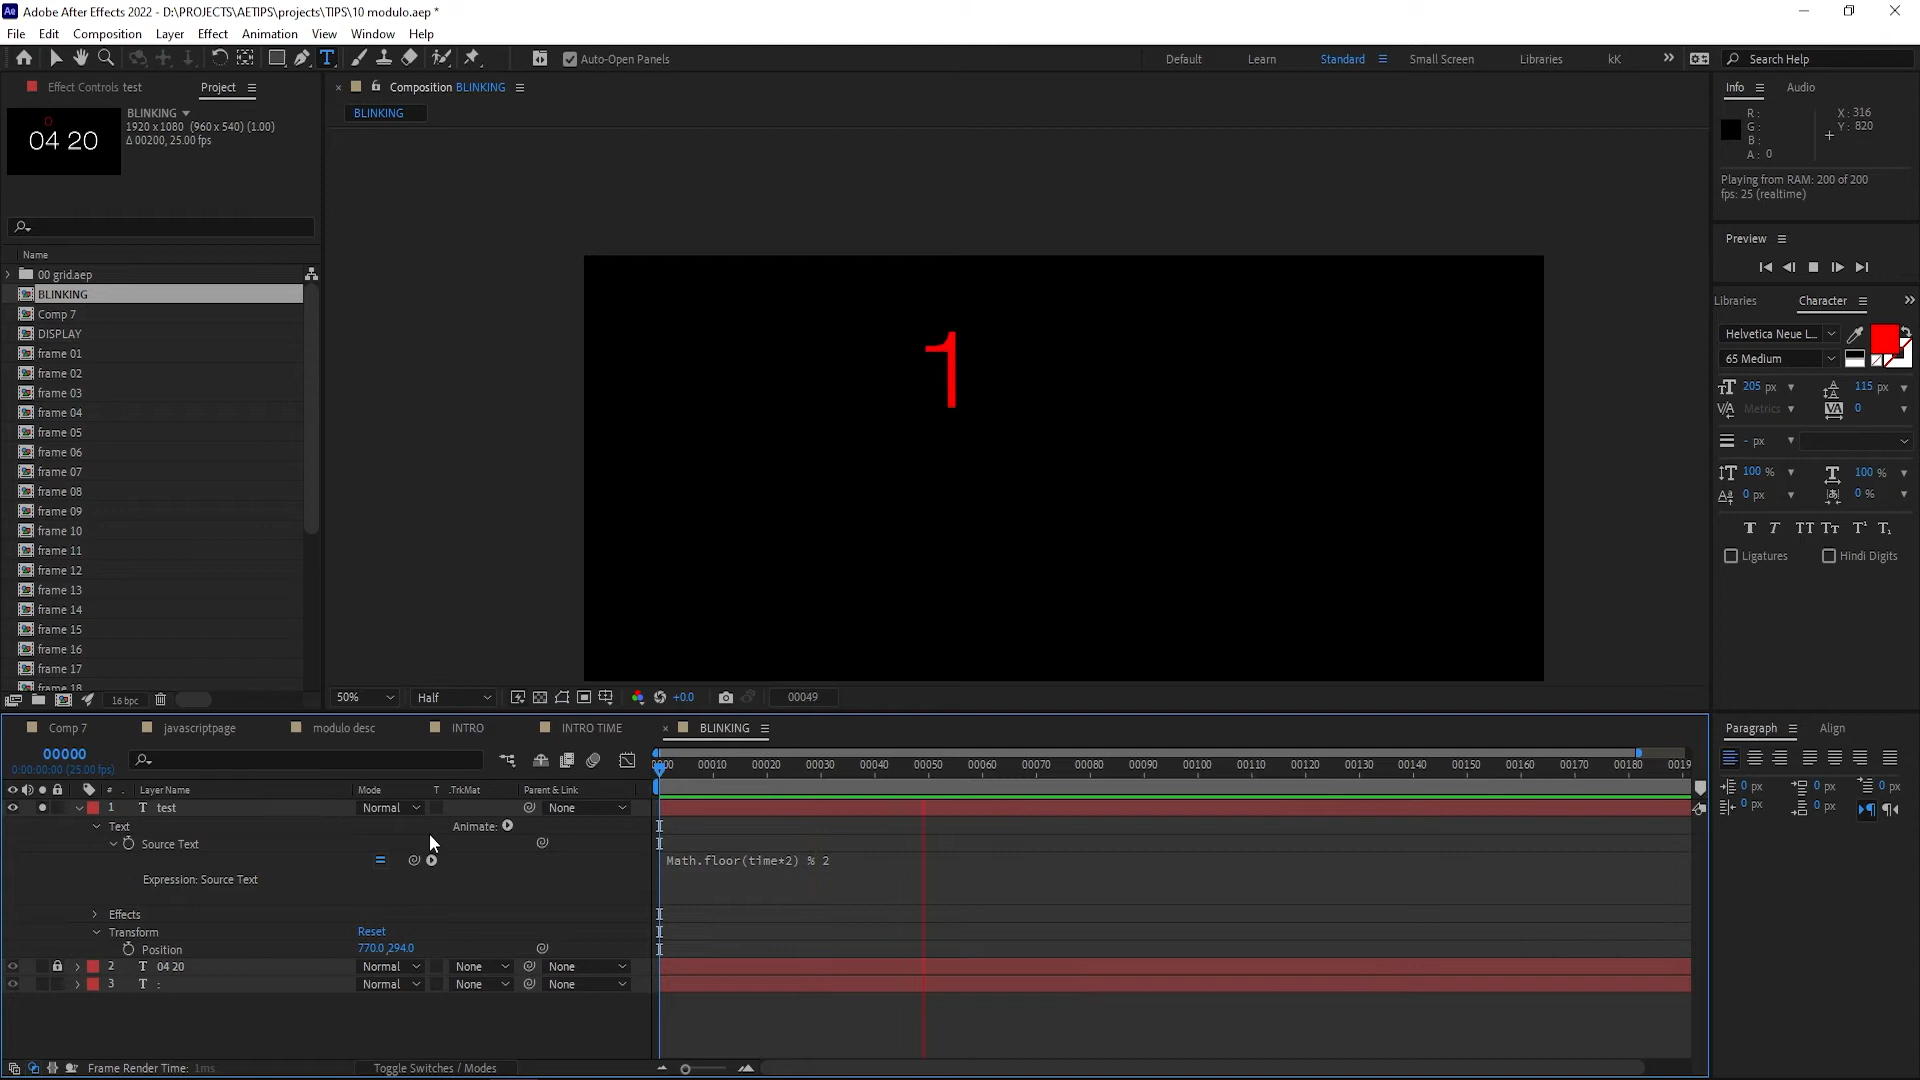 Ae Adobe After Effects 2022 - D:\PROJECTS\AETIPS\projects\TIPS\10 modulo.aep *
File Edit Composition Layer Effect Animation View Window Help
Auto-Open Panels
Default Learn Standard Small Screen Libraries kK
Search Help
Effect Controls test Project
BLINKING
1920 x 1080 (960 x 540) (1.00)
Δ 00200, 25.00 fps
0
04 20
Name
00 grid.aep
BLINKING
Comp 7
DISPLAY
frame 01
frame 02
frame 03
frame 04
frame 05
frame 06
frame 07
frame 08
frame 09
frame 10
frame 11
frame 12
frame 13
frame 14
frame 15
frame 16
frame 17
frame 18
16 bpc
Composition BLINKING
BLINKING
1
50% Half +0.0 00049
Info Audio
R :
G :
B :
A : 0
X : 316
Y : 820
Playing from RAM: 200 of 200
fps: 25 (realtime)
Preview
Libraries Character
Helvetica Neue L...
65 Medium
205 px 115 px
Metrics 0
- px
100 % 100 %
0 px 0 %
T T TT Tt T¹ T₁
Ligatures Hindi Digits
Comp 7 javascriptpage modulo desc INTRO INTRO TIME BLINKING
00000
0:00:00:00 (25.00 fps)
# Layer Name Mode T .TrkMat Parent & Link
0000 00010 00020 00030 00040 00050 00060 00070 00080 00090 00100 00110 00120 00130 00140 00150 00160 00170 00180 0019
1 T test Normal None
Text Animate:
Source Text
Math.floor(time*2) % 2
Expression: Source Text
Effects
Transform Reset
Position 770.0 ,294.0
2 T 04 20 Normal None None
3 T : Normal None None
Frame Render Time: 1ms Toggle Switches / Modes
Paragraph Align
0 px 0 px 0 px
0 px 0 px